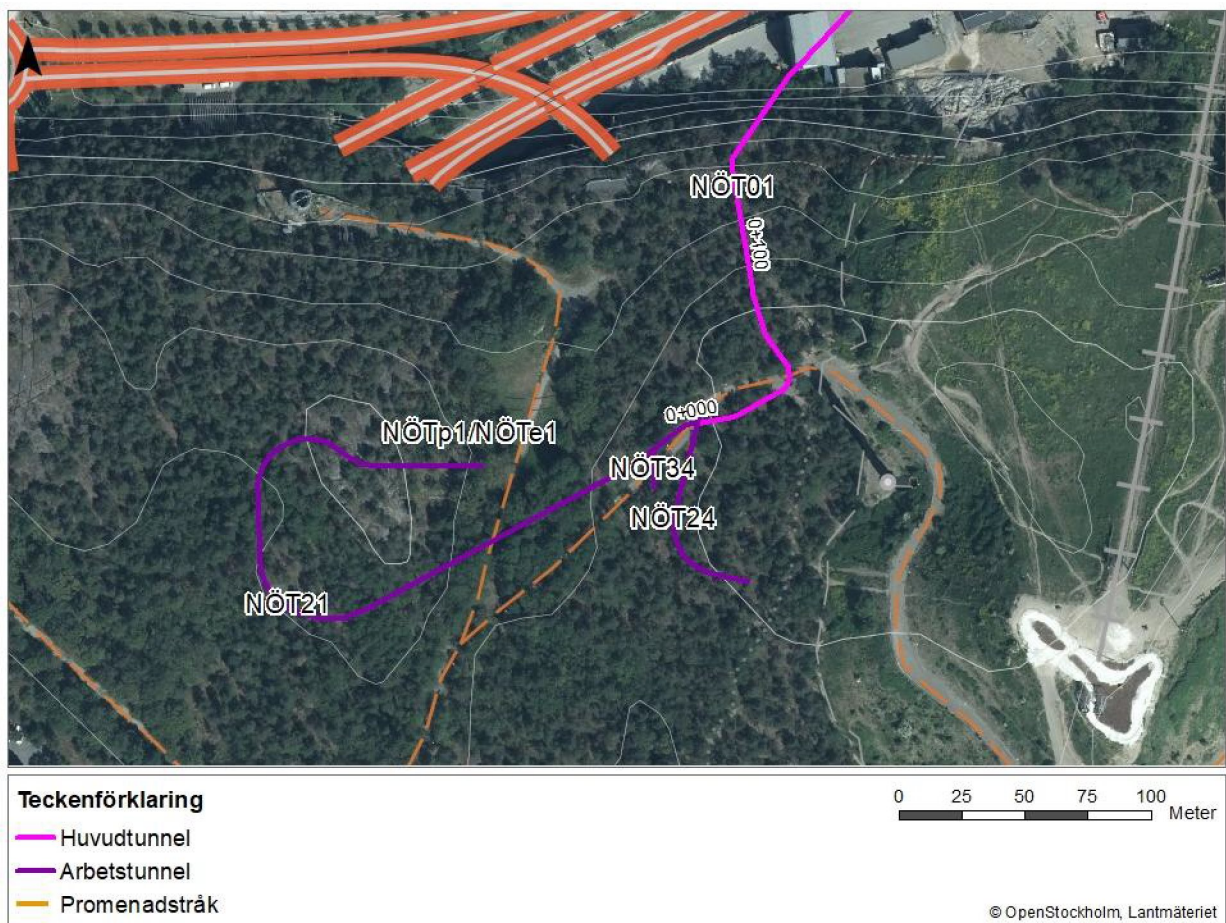 NÖT01
0+100
0+000
NÖTp1/NÖTe1
NÖT34
NÖT24
NÖT21
Teckenförklaring
Huvudtunnel
Arbetstunnel
Promenadstråk
0 25 50 75 100
Meter
© OpenStockholm, Lantmäteriet